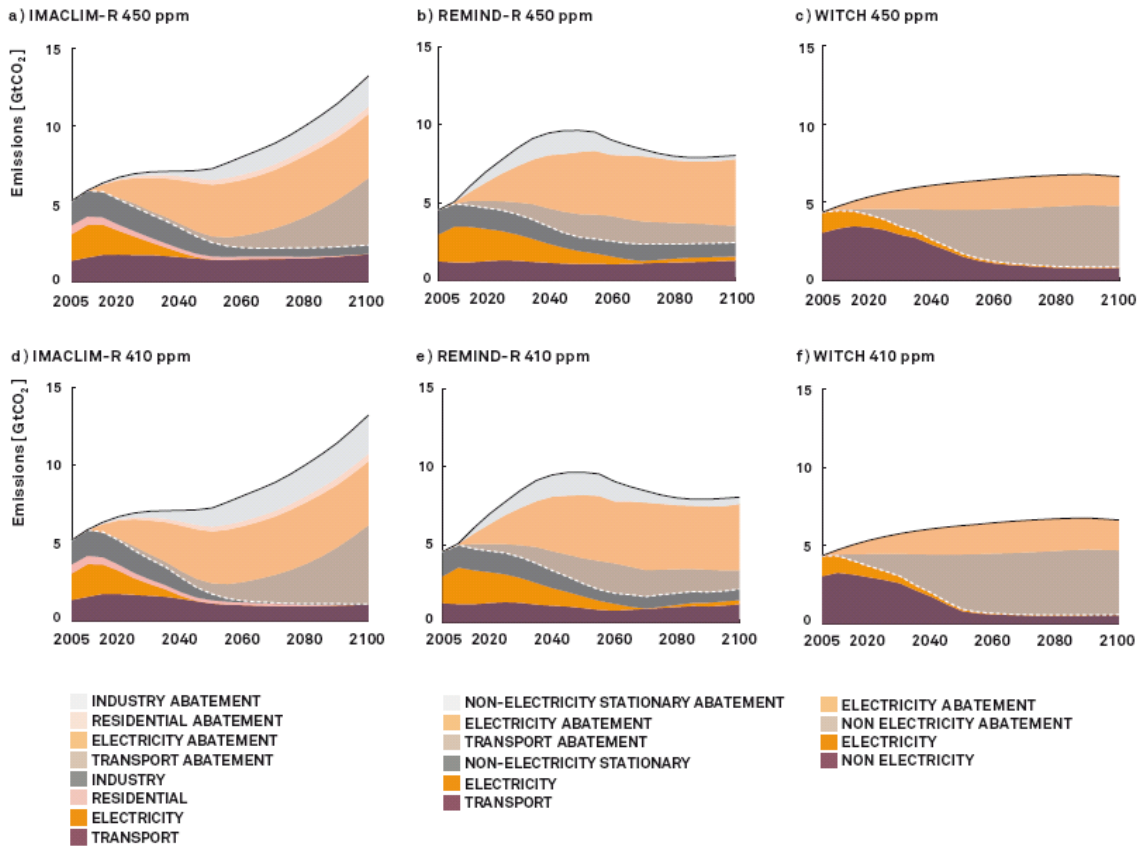 a) IMACLIM-R 450 ppm
b) REMIND-R 450 ppm
c) WITCH 450 ppm
Emissions [GtCO2]
15
10
5
0
2005 2020 2040 2060 2080 2100
15
10
5
0
2005 2020 2040 2060 2080 2100
15
10
5
0
2005 2020 2040 2060 2080 2100
d) IMACLIM-R 410 ppm
e) REMIND-R 410 ppm
f) WITCH 410 ppm
Emissions [GtCO2]
15
10
5
0
2005 2020 2040 2060 2080 2100
15
10
5
0
2005 2020 2040 2060 2080 2100
15
10
5
0
2005 2020 2040 2060 2080 2100
INDUSTRY ABATEMENT
RESIDENTIAL ABATEMENT
ELECTRICITY ABATEMENT
TRANSPORT ABATEMENT
INDUSTRY
RESIDENTIAL
ELECTRICITY
TRANSPORT
NON-ELECTRICITY STATIONARY ABATEMENT
ELECTRICITY ABATEMENT
TRANSPORT ABATEMENT
NON-ELECTRICITY STATIONARY
ELECTRICITY
TRANSPORT
ELECTRICITY ABATEMENT
NON ELECTRICITY ABATEMENT
ELECTRICITY
NON ELECTRICITY